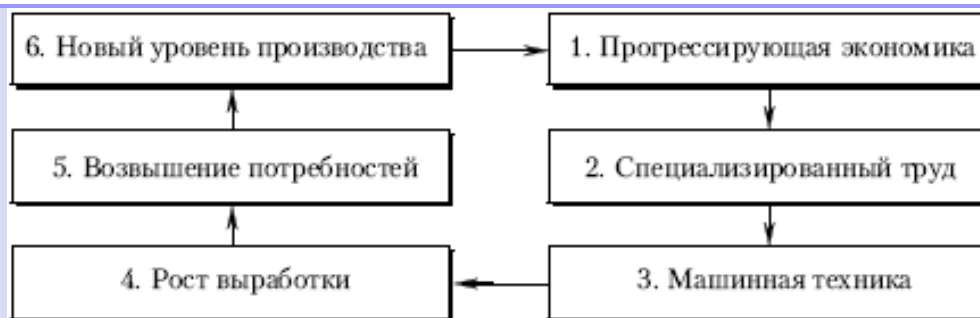 6. Новый уровень производства
1. Прогрессирующая экономика
5. Возвышение потребностей
2. Специализированный труд
4. Рост выработки
3. Машинная техника